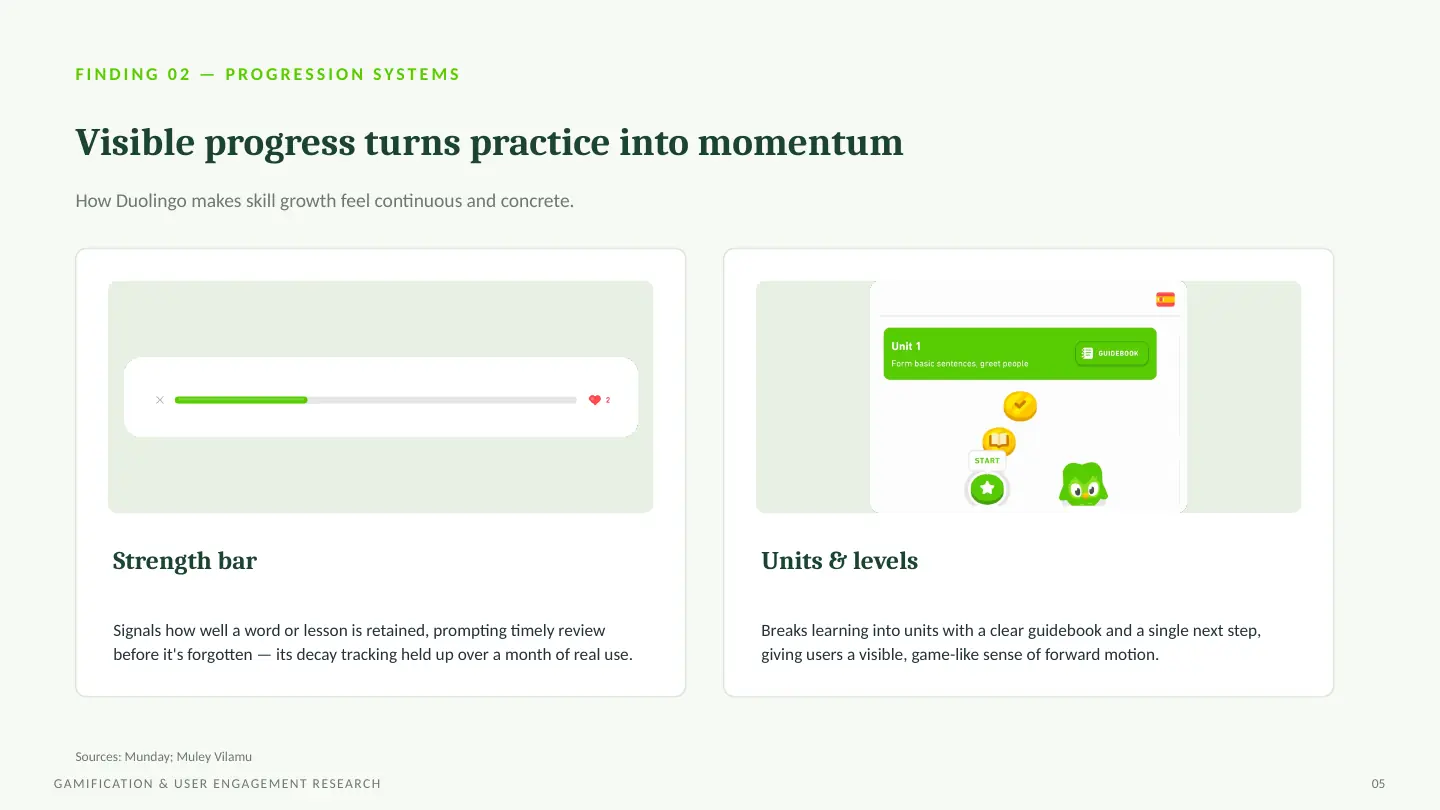 FINDING 02 — PROGRESSION SYSTEMS
Visible progress turns practice into momentum
How Duolingo makes skill growth feel continuous and concrete.
2
Strength bar
Signals how well a word or lesson is retained, prompting timely review
before it's forgotten — its decay tracking held up over a month of real use.
Unit 1
Form basic sentences, greet people
GUIDEBOOK
START
Units & levels
Breaks learning into units with a clear guidebook and a single next step,
giving users a visible, game-like sense of forward motion.
Sources: Munday; Muley Vilamu
GAMIFICATION & USER ENGAGEMENT RESEARCH
05